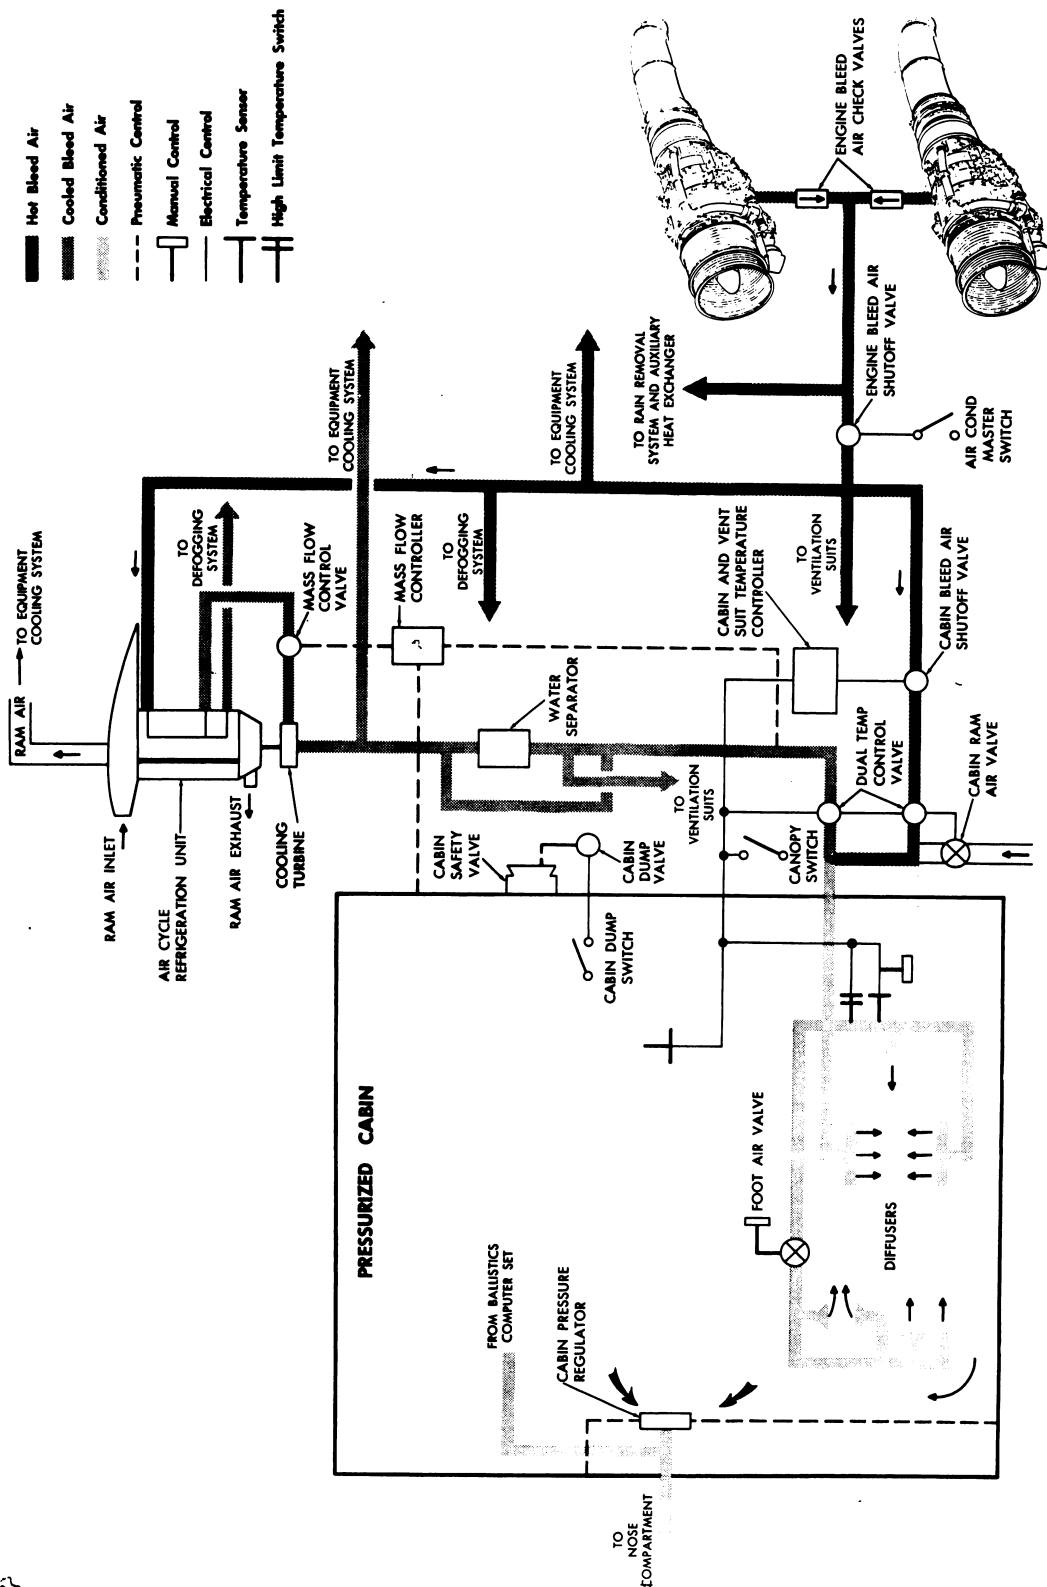 Hot Bleed Air
Cooled Bleed Air
Conditioned Air
Pneumatic Control
Manual Control
Electrical Control
Temperature Sensor
High Limit Temperature Switch
ENGINE BLEED
AIR CHECK VALVES
ENGINE BLEED AIR
SHUTOFF VALVE
AIR COND
MASTER
SWITCH
TO RAIN REMOVAL
SYSTEM AND AUXILIARY
HEAT EXCHANGER
TO EQUIPMENT
COOLING SYSTEM
TO EQUIPMENT
COOLING SYSTEM
TO EQUIPMENT
COOLING SYSTEM
RAM AIR
TO
DEFOGGING
SYSTEM
MASS FLOW
CONTROL
VALVE
MASS FLOW
CONTROLLER
TO
DEFOGGING
SYSTEM
CABIN AND VENT
SUIT TEMPERATURE
CONTROLLER
TO
VENTILATION
SUITS
CABIN BLEED AIR
SHUTOFF VALVE
WATER
SEPARATOR
DUAL TEMP
CONTROL
VALVE
CABIN RAM
AIR VALVE
RAM AIR INLET
AIR CYCLE
REFRIGERATION UNIT
RAM AIR EXHAUST
COOLING
TURBINE
CABIN
SAFETY
VALVE
CABIN
DUMP
VALVE
TO
VENTILATION
SUITS
CANOPY
SWITCH
CABIN DUMP
SWITCH
PRESSURIZED CABIN
FOOT AIR VALVE
DIFFUSERS
FROM BALLISTICS
COMPUTER SET
CABIN PRESSURE
REGULATOR
TO
NOSE
COMPARTMENT